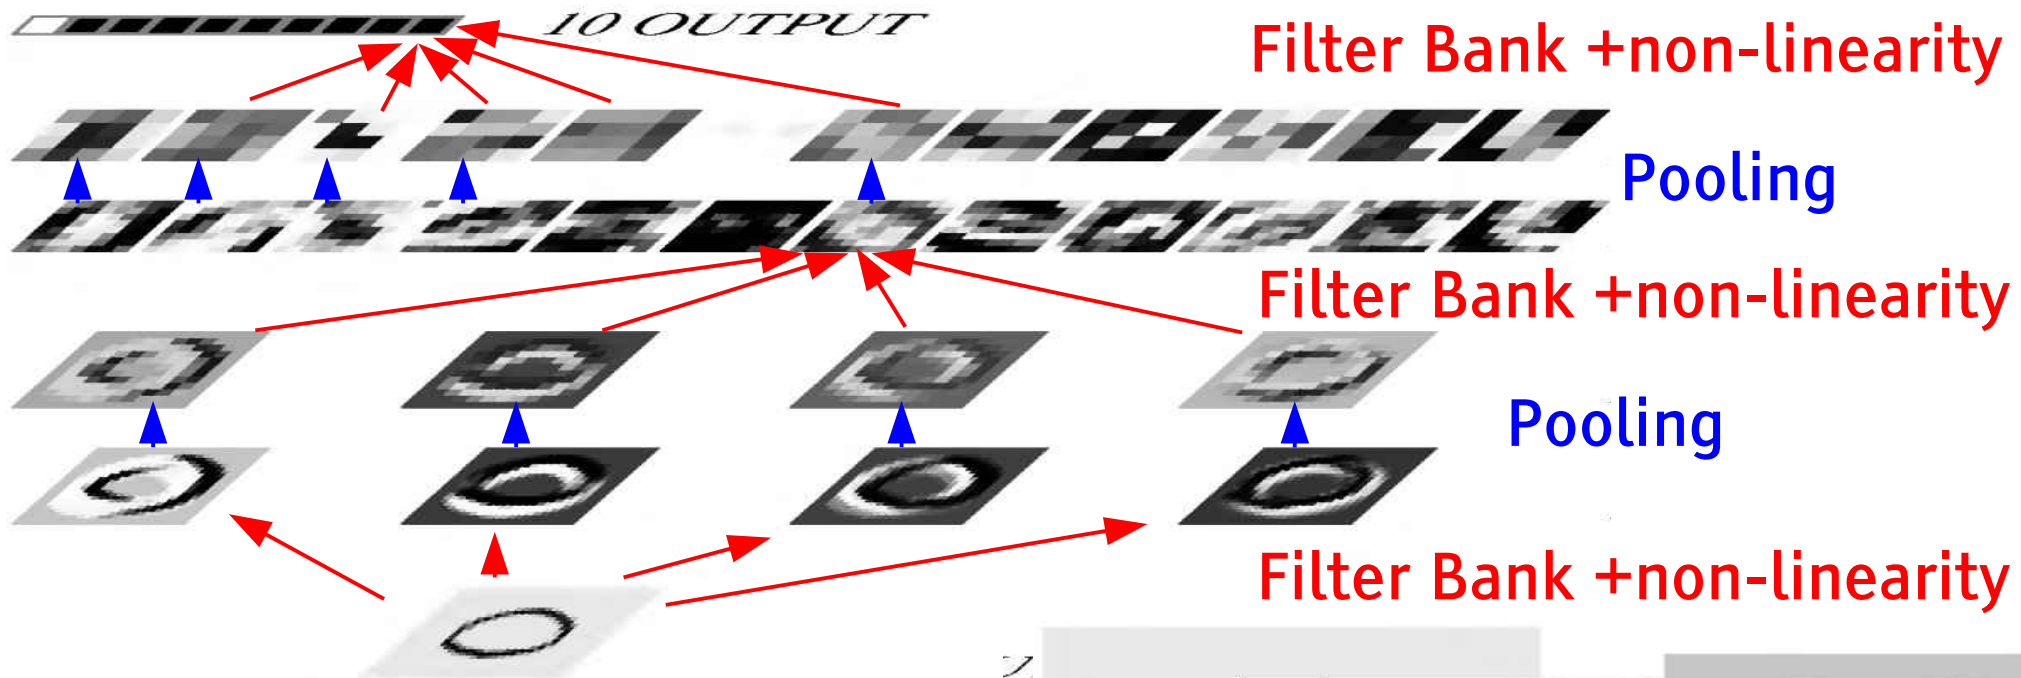 10 OUTPUT
Filter Bank +non-linearity
Pooling
Filter Bank +non-linearity
Pooling
Filter Bank +non-linearity